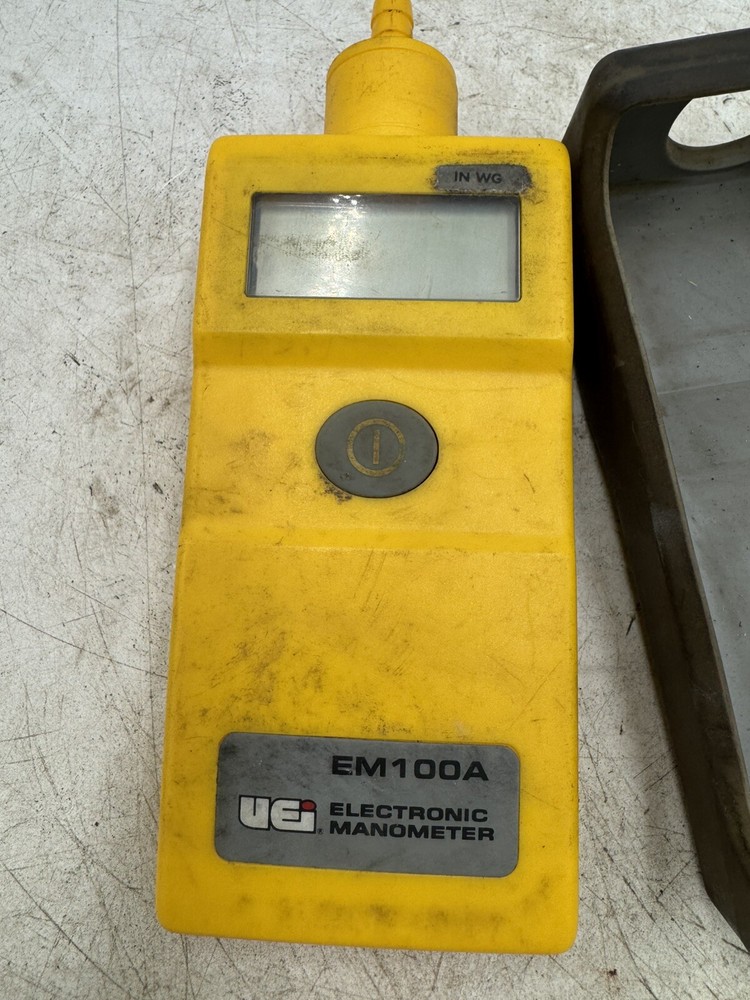 IN WG
EM100A
UEi® ELECTRONIC
MANOMETER